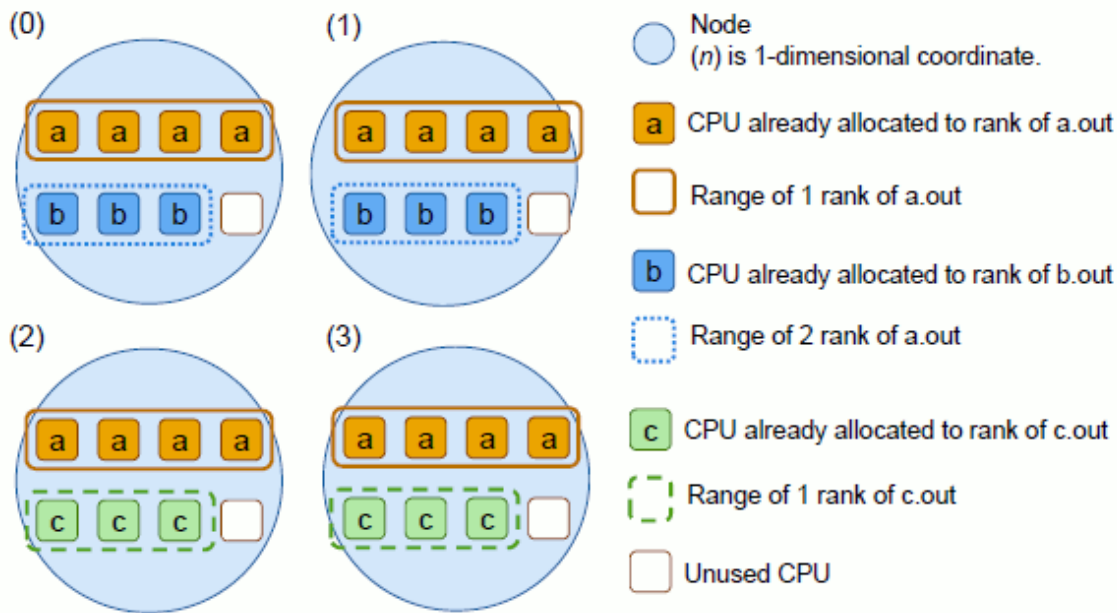 (0)
(1)
a a a a
a a a a
b b b
b b b
(2)
(3)
a a a a
a a a a
c c c
c c c
Node
(n) is 1-dimensional coordinate.
a CPU already allocated to rank of a.out
Range of 1 rank of a.out
b CPU already allocated to rank of b.out
Range of 2 rank of a.out
c CPU already allocated to rank of c.out
Range of 1 rank of c.out
Unused CPU